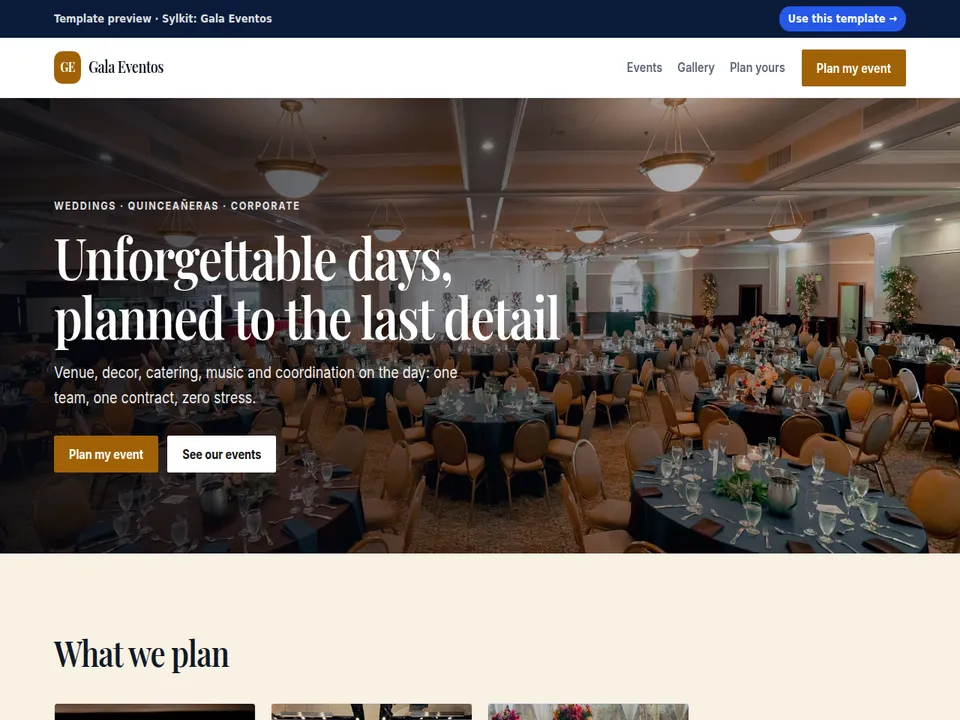 Template preview · Sylkit: Gala Eventos
Use this template →
GE
Gala Eventos
Events
Gallery
Plan yours
Plan my event
WEDDINGS · QUINCEAÑERAS · CORPORATE
Unforgettable days,
planned to the last detail
Venue, decor, catering, music and coordination on the day: one
team, one contract, zero stress.
Plan my event
See our events
What we plan